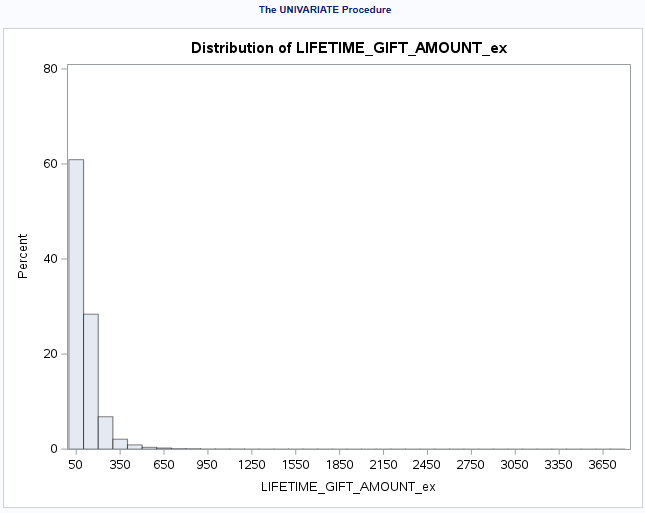 The UNIVARIATE Procedure
Distribution of LIFETIME_GIFT_AMOUNT_ex
80
60
40
20
0
Percent
50 350 650 950 1250 1550 1850 2150 2450 2750 3050 3350 3650
LIFETIME_GIFT_AMOUNT_ex